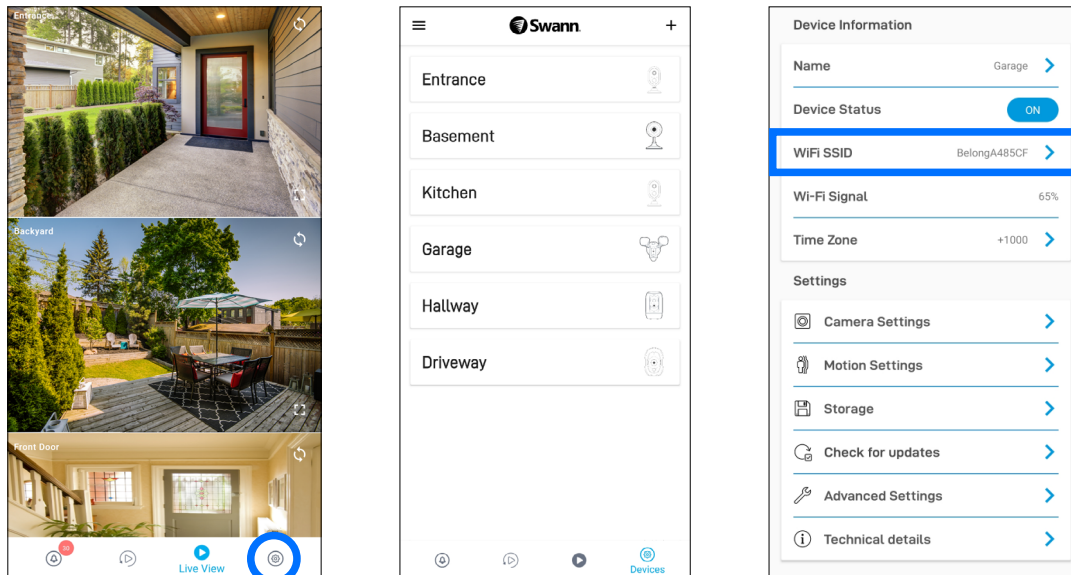 Entrance
Backyard
Front Door
30
Live View
Swann
Entrance
Basement
Kitchen
Garage
Hallway
Driveway
Devices
Device Information
Name Garage
Device Status ON
WiFi SSID BelongA485CF
Wi-Fi Signal 65%
Time Zone +1000
Settings
Camera Settings
Motion Settings
Storage
Check for updates
Advanced Settings
Technical details